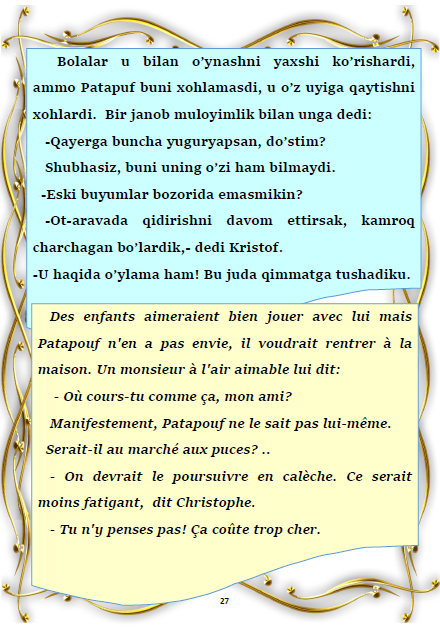 Bolalar u bilan o’ynashni yaxshi ko’rishardi,
ammo Patapuf buni xohlamasdi, u o’z uyiga qaytishni
xohlardi. Bir janob muloyimlik bilan unga dedi:
-Qayerga buncha yuguryapsan, do’stim?
Shubhasiz, buni uning o’zi ham bilmaydi.
-Eski buyumlar bozorida emasmikin?
-Ot-aravada qidirishni davom ettirsak, kamroq
charchagan bo’lardik,- dedi Kristof.
-U haqida o’ylama ham! Bu juda qimmatga tushadiku.
Des enfants aimeraient bien jouer avec lui mais
Patapouf n'en a pas envie, il voudrait rentrer à la
maison. Un monsieur à l'air aimable lui dit:
- Où cours-tu comme ça, mon ami?
Manifestement, Patapouf ne le sait pas lui-même.
Serait-il au marché aux puces? ..
- On devrait le poursuivre en calèche. Ce serait
moins fatigant, dit Christophe.
- Tu n'y penses pas! Ça coûte trop cher.
27